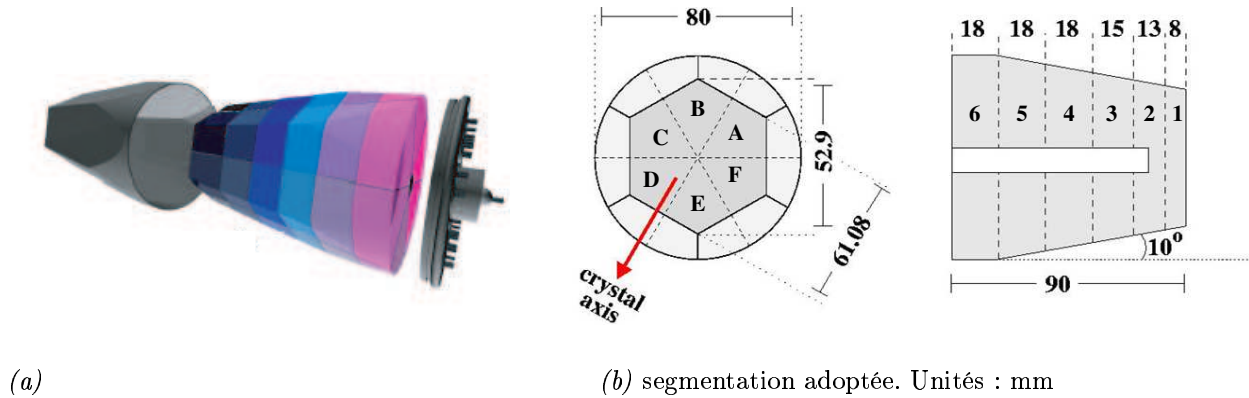 80
18 18 18 15 13 8
B
C A
D F
E
52.9
61.08
crystal
axis
6 5 4 3 2 1
10°
90
(a)
(b) segmentation adoptée. Unités : mm